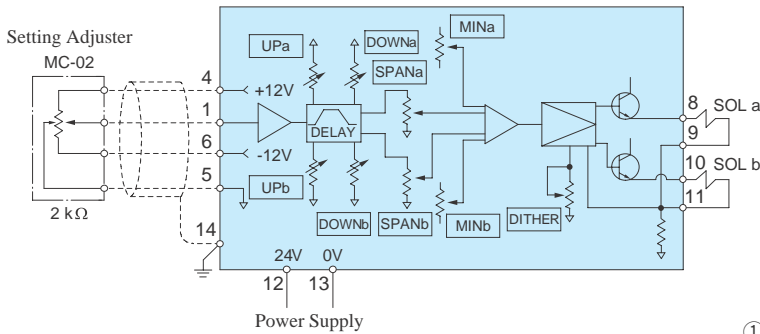 Setting Adjuster
MC-02
2 kΩ
4
1
6
5
14
+12V
-12V
UPa
DOWNa
SPANa
MINa
DELAY
UPb
DOWNb
SPANb
MINb
DITHER
8 SOL a
9
10 SOL b
11
24V 0V
12 13
Power Supply
1